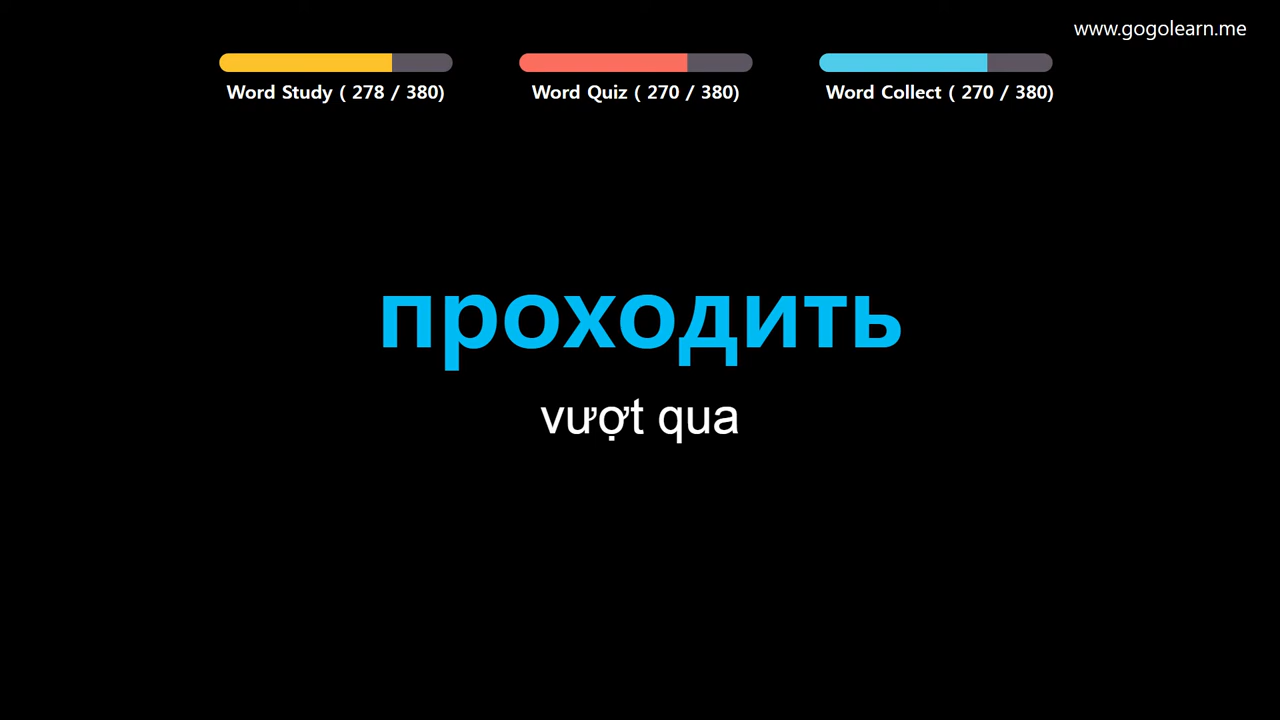 www.gogolearn.me
Word Study ( 278 / 380)
Word Quiz ( 270 / 380)
Word Collect ( 270 / 380)
проходить
vượt qua